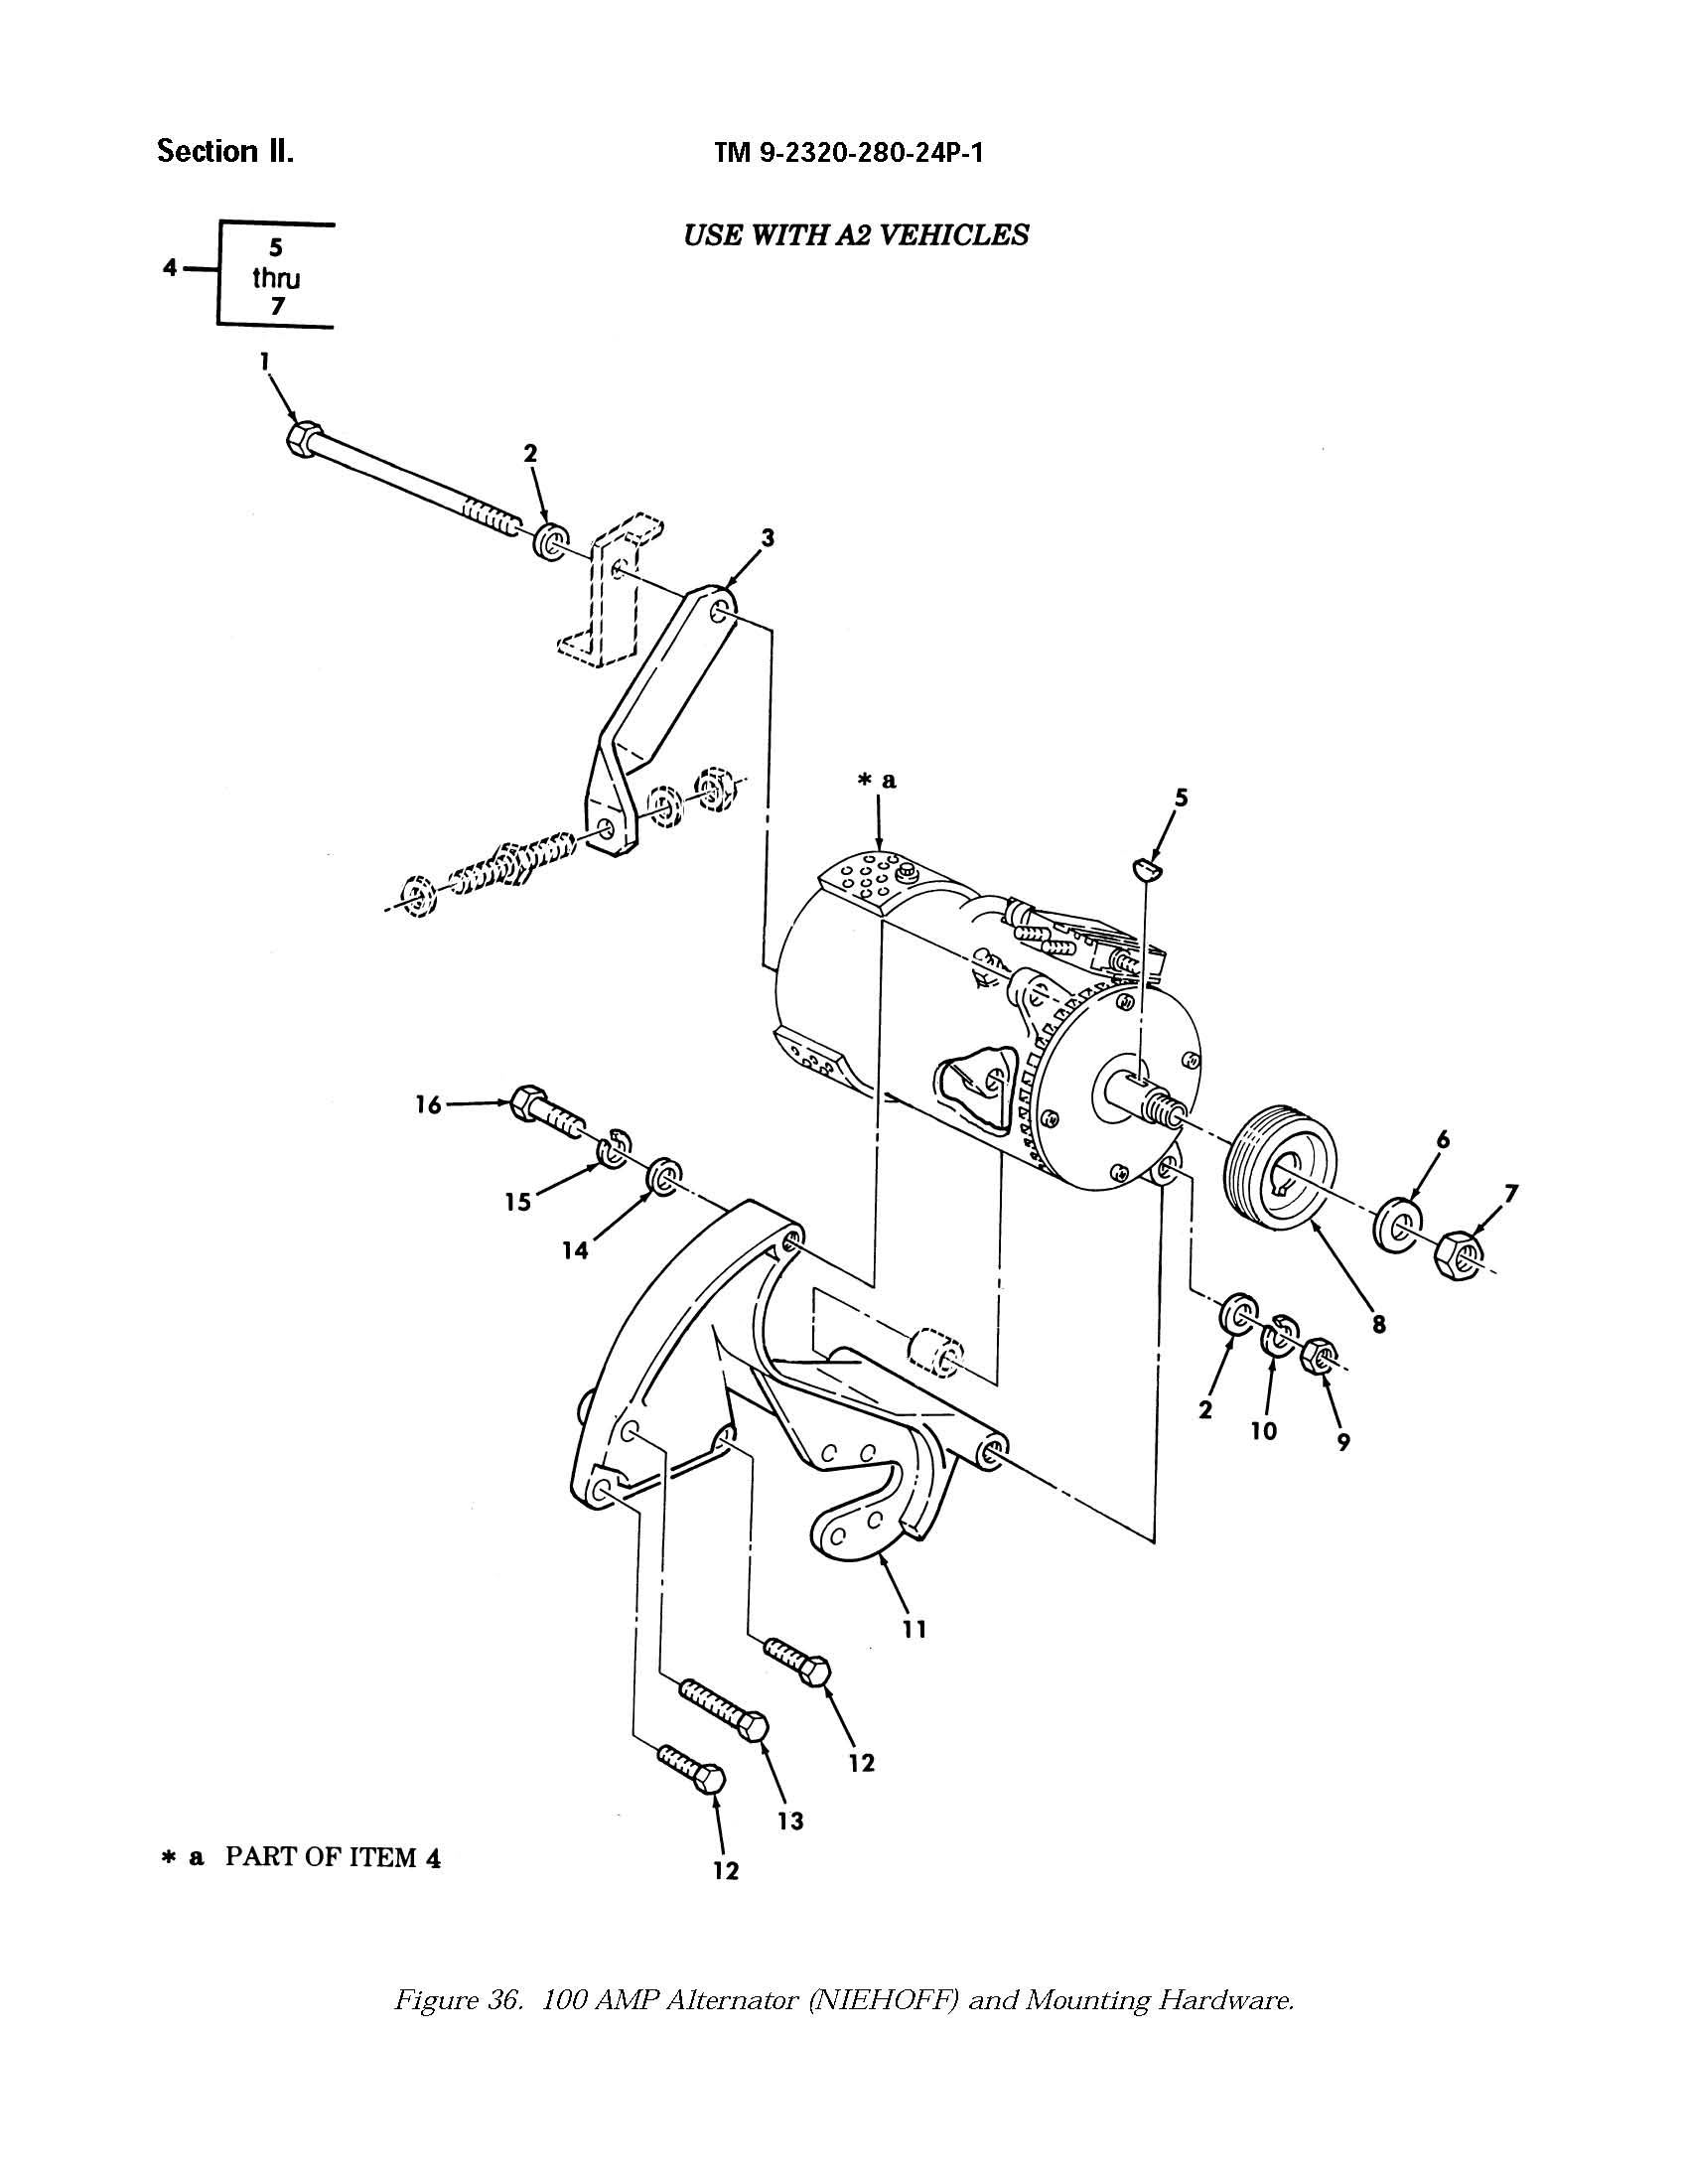 Section II.
TM 9-2320-280-24P-1
USE WITH A2 VEHICLES
4
5
thru
7
1
2
3
* a
5
16
15
14
6
7
8
2
10
9
11
12
13
12
* a PART OF ITEM 4
Figure 36. 100 AMP Alternator (NIEHOFF) and Mounting Hardware.